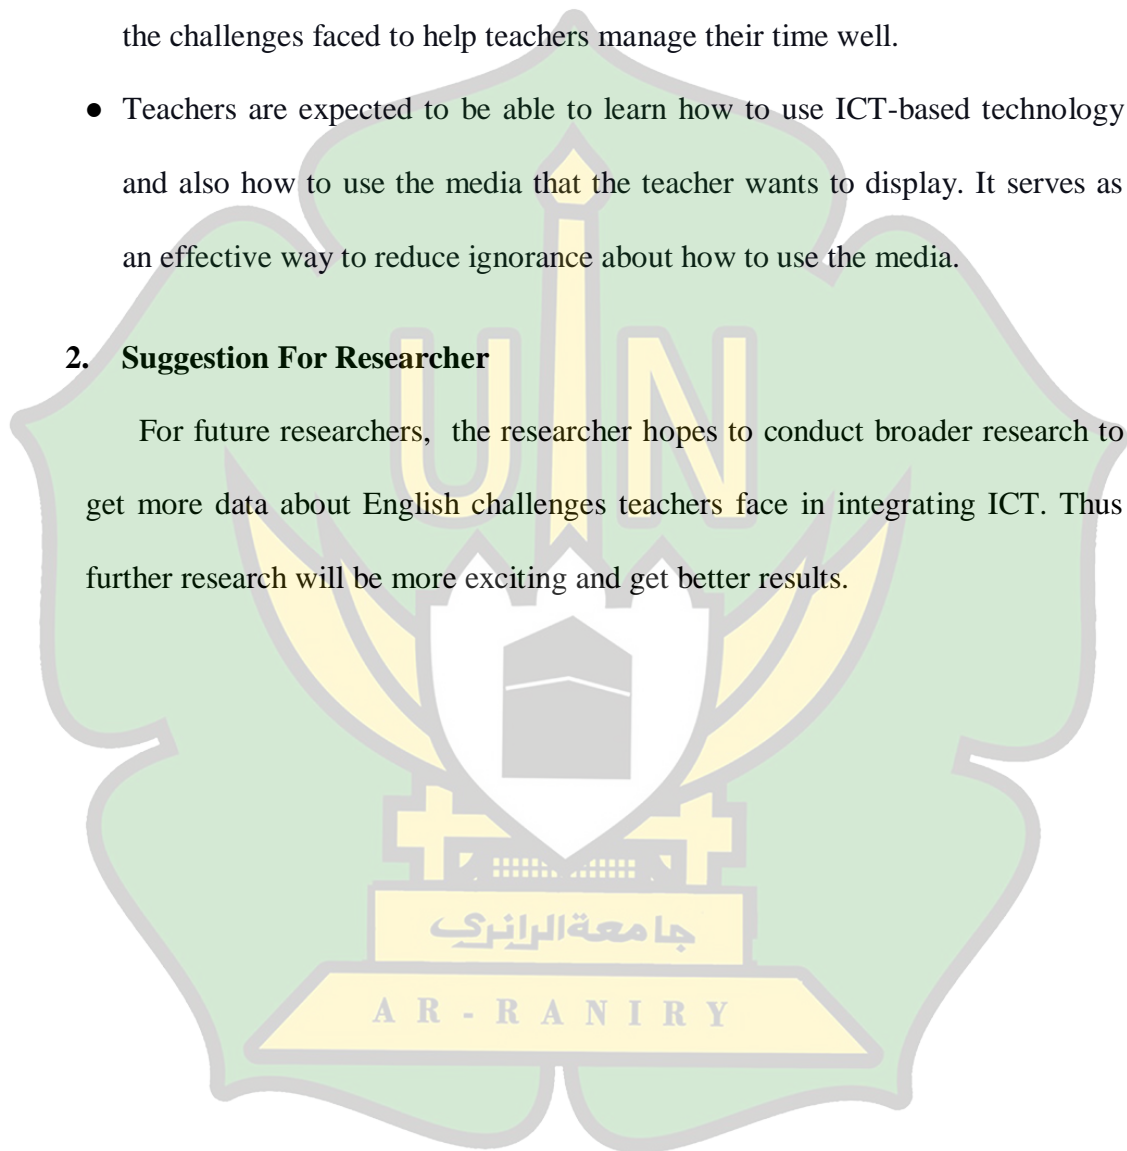 the challenges faced to help teachers manage their time well.
● Teachers are expected to be able to learn how to use ICT-based technology
and also how to use the media that the teacher wants to display. It serves as
an effective way to reduce ignorance about how to use the media.
2. Suggestion For Researcher
For future researchers, the researcher hopes to conduct broader research to
get more data about English challenges teachers face in integrating ICT. Thus
further research will be more exciting and get better results.
UIN
جامعةالرانري
AR-RANIRY